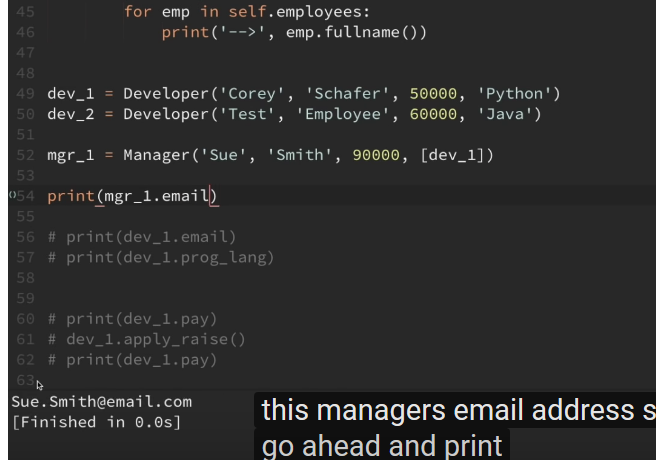 45 for emp in self.employees:
46 print('-->', emp.fullname())
47
48
49 dev_1 = Developer('Corey', 'Schafer', 50000, 'Python')
50 dev_2 = Developer('Test', 'Employee', 60000, 'Java')
51
52 mgr_1 = Manager('Sue', 'Smith', 90000, [dev_1])
53
54 print(mgr_1.email)
55
56 # print(dev_1.email)
57 # print(dev_1.prog_lang)
58
59
60 # print(dev_1.pay)
61 # dev_1.apply_raise()
62 # print(dev_1.pay)
63
Sue.Smith@email.com
[Finished in 0.0s]
this managers email address s
go ahead and print